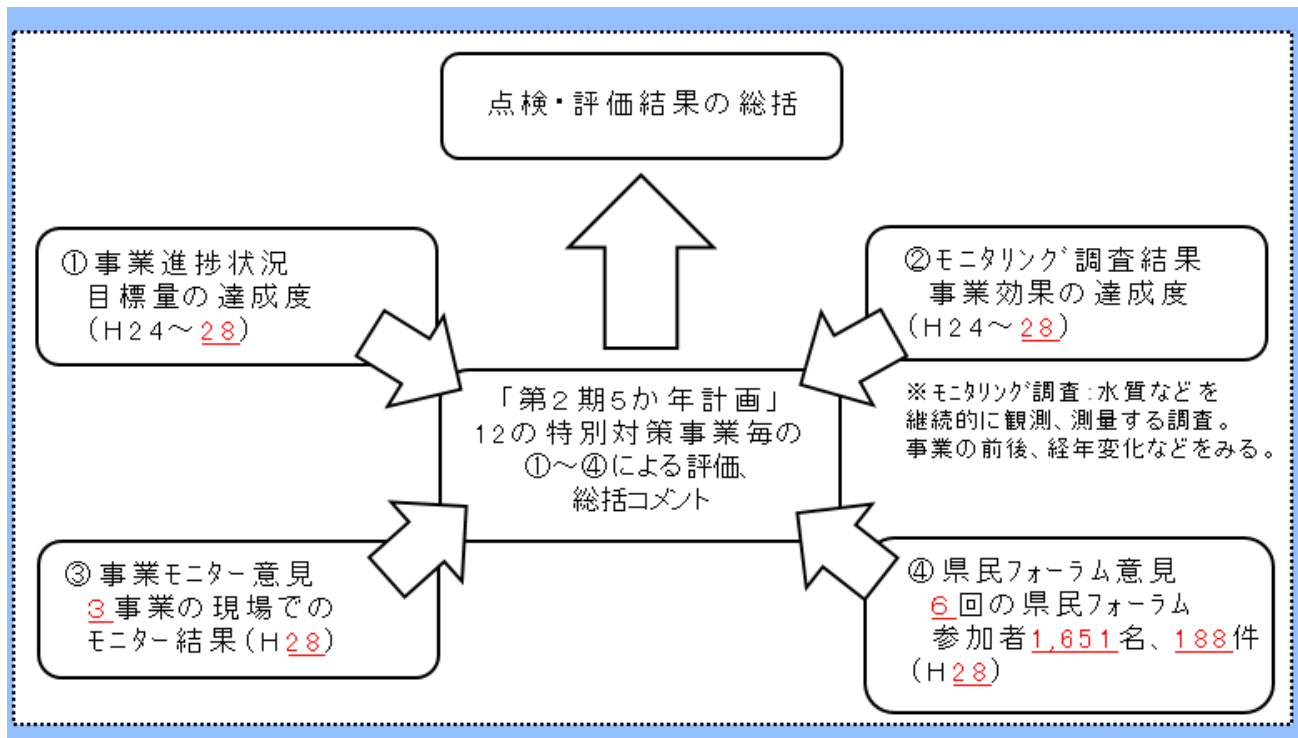 点検・評価結果の総括
①事業進捗状況
目標量の達成度
(H24～28)
②モニタリング調査結果
事業効果の達成度
(H24～28)
※モニタリング調査:水質などを
継続的に観測、測量する調査。
事業の前後、経年変化などをみる。
「第2期5か年計画」
12の特別対策事業毎の
①～④による評価、
総括コメント
③事業モニター意見
3事業の現場での
モニター結果(H28)
④県民フォーラム意見
6回の県民フォーラム
参加者1,651名、188件
(H28)